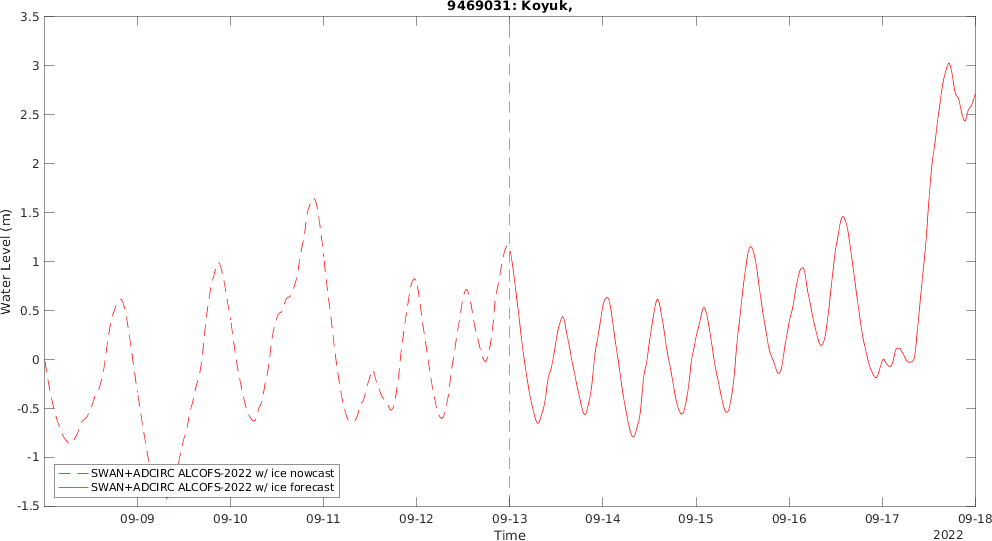 9469031: Koyuk,
3.5
3
2.5
2
1.5
1
0.5
0
-0.5
-1
-1.5
Water Level (m)
SWAN+ADCIRC ALCOFS-2022 w/ ice nowcast
SWAN+ADCIRC ALCOFS-2022 w/ ice forecast
09-09 09-10 09-11 09-12 09-13 09-14 09-15 09-16 09-17 09-18
Time
2022